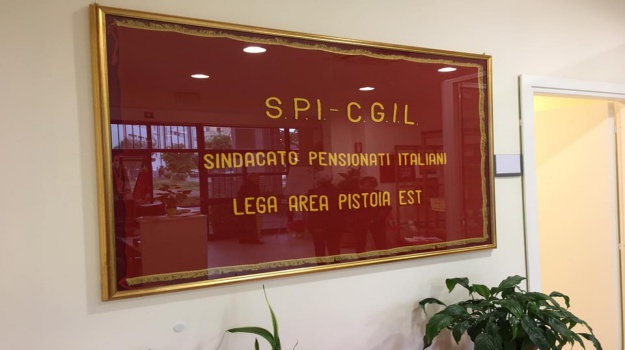 S.P.I.-C.G.I.L.
SINDACATO PENSIONATI ITALIANI
LEGA AREA PISTOIA EST